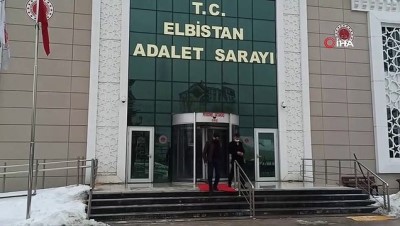 T.C.
ELBİSTAN
ADALET SARAYI
İHA